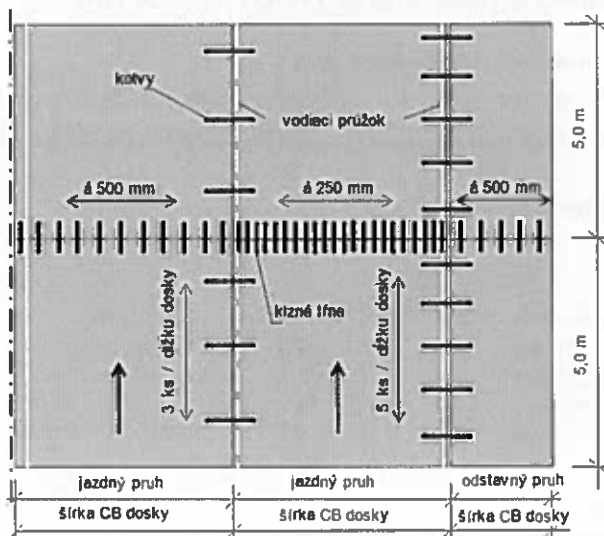 kotvy
vodiaci prúžok
5,0 m
á 500 mm
á 250 mm
á 500 mm
klzné tŕne
3 ks / dĺžku dosky
5 ks / dĺžku dosky
5,0 m
jazdný pruh
jazdný pruh
odstavný pruh
šírka CB dosky
šírka CB dosky
šírka CB dosky